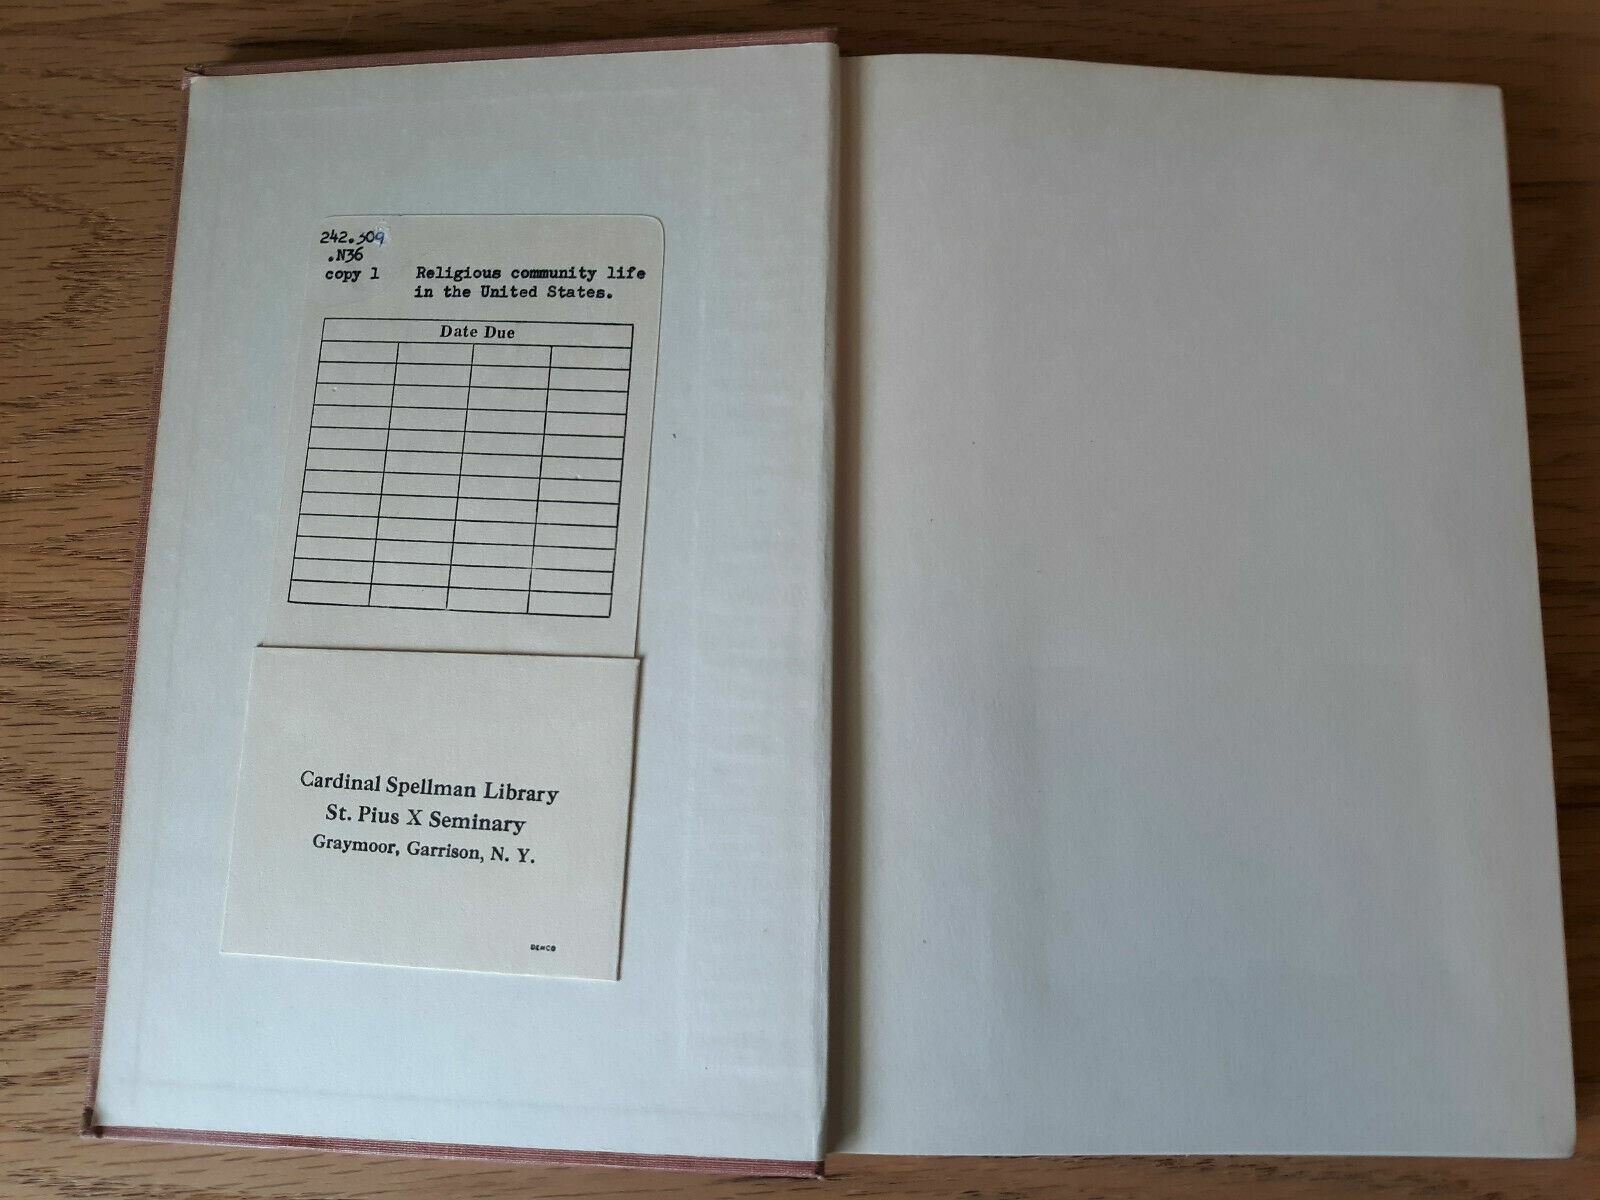 242.309
.N36
copy 1 Religious community life
in the United States.
Date Due
Cardinal Spellman Library
St. Pius X Seminary
Graymoor, Garrison, N. Y.
DEMCO